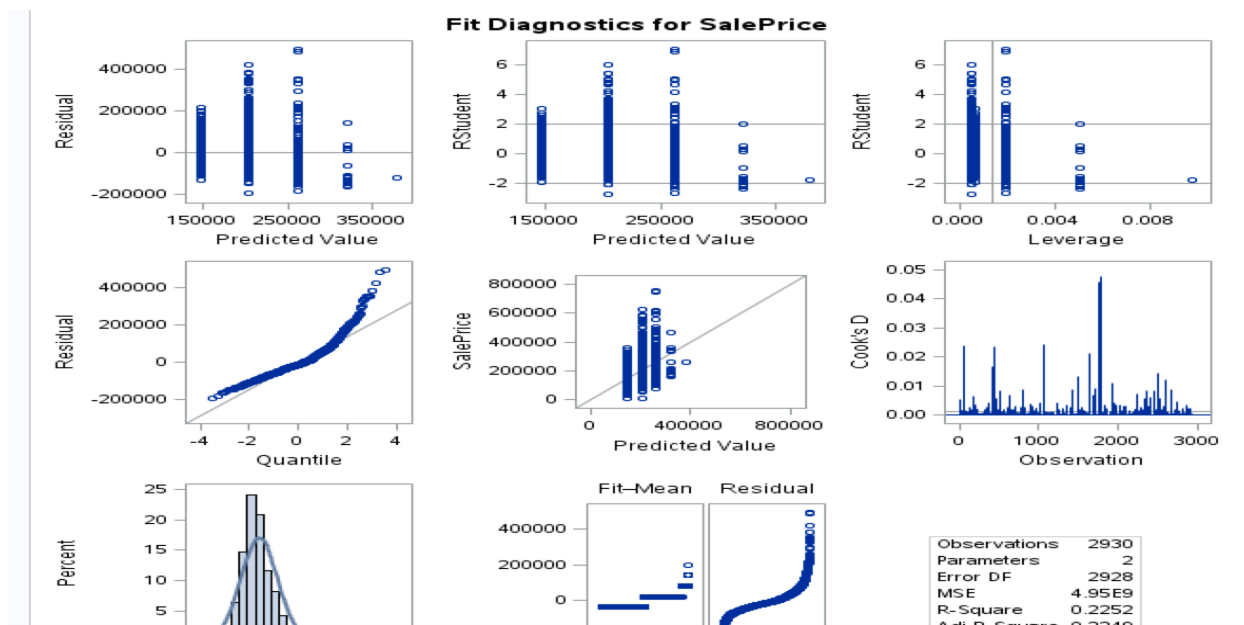 Fit Diagnostics for SalePrice
Residual
400000
200000
0
-200000
150000 250000 350000
Predicted Value
RStudent
6
4
2
0
-2
150000 250000 350000
Predicted Value
RStudent
6
4
2
0
-2
0.000 0.004 0.008
Leverage
Residual
400000
200000
0
-200000
-4 -2 0 2 4
Quantile
SalePrice
800000
600000
400000
200000
0
0 400000 800000
Predicted Value
Cook's D
0.05
0.04
0.03
0.02
0.01
0.00
0 1000 2000 3000
Observation
Percent
25
20
15
10
5
Fit–Mean Residual
400000
200000
0
Observations 2930
Parameters 2
Error DF 2928
MSE 4.95E9
R-Square 0.2252